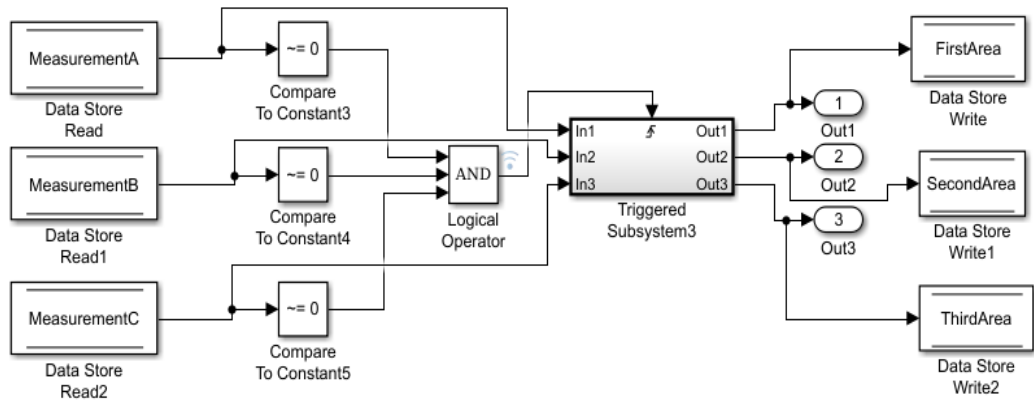 MeasurementA
Data Store
Read
~= 0
Compare
To Constant3
MeasurementB
Data Store
Read1
~= 0
Compare
To Constant4
MeasurementC
Data Store
Read2
~= 0
Compare
To Constant5
AND
Logical
Operator
In1
In2
In3
Out1
Out2
Out3
Triggered
Subsystem3
1
Out1
2
Out2
3
Out3
FirstArea
Data Store
Write
SecondArea
Data Store
Write1
ThirdArea
Data Store
Write2